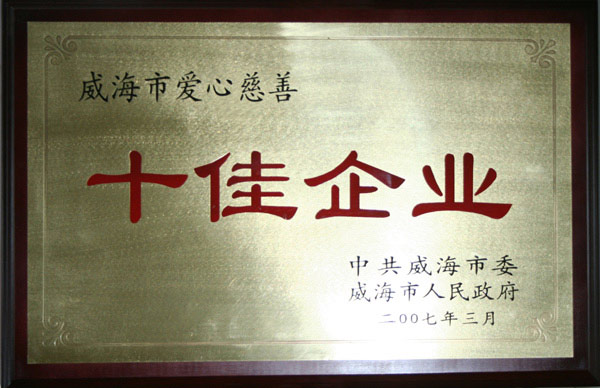 威海市爱心慈善
十佳企业
中共威海市委
威海市人民政府
二00七年三月